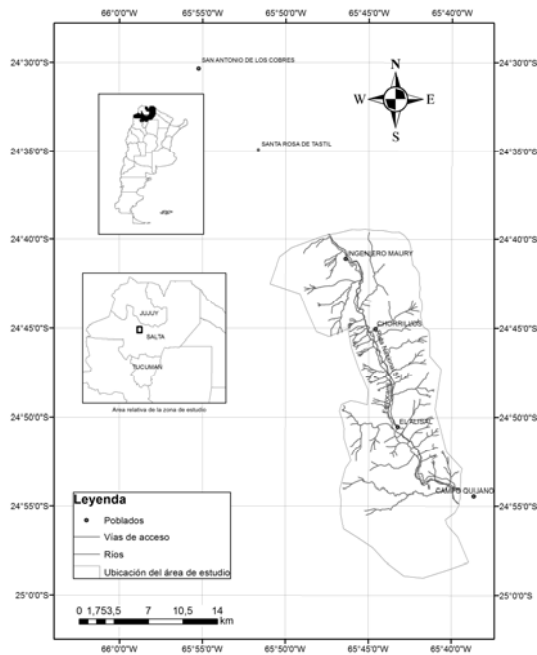 66°0'0"W 65°55'0"W 65°50'0"W 65°45'0"W 65°40'0"W
24°30'0"S 24°30'0"S
SAN ANTONIO DE LOS COBRES
N
W E
S
24°35'0"S 24°35'0"S
SANTA ROSA DE TASTIL
24°40'0"S 24°40'0"S
INGENIERO MAURY
24°45'0"S 24°45'0"S
CHORRILLOS
JUJUY
SALTA
TUCUMAN
Area relativa de la zona de estudio
24°50'0"S 24°50'0"S
EL ALISAL
CAMPO QUIJANO
24°55'0"S 24°55'0"S
Leyenda
Poblados
Vías de acceso
Ríos
Ubicación del área de estudio
25°0'0"S 25°0'0"S
0 1,753,5 7 10,5 14
km
66°0'0"W 65°55'0"W 65°50'0"W 65°45'0"W 65°40'0"W